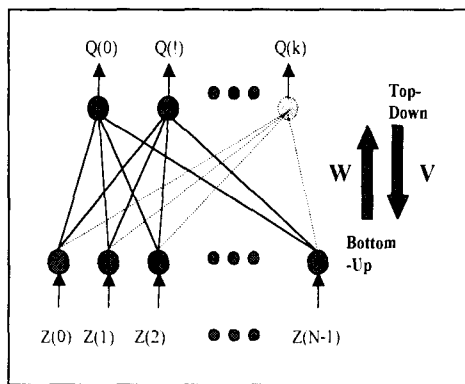 Q(0) Q(!) Q(k)
Top-
Down
W V
Bottom
-Up
Z(0) Z(1) Z(2) Z(N-1)